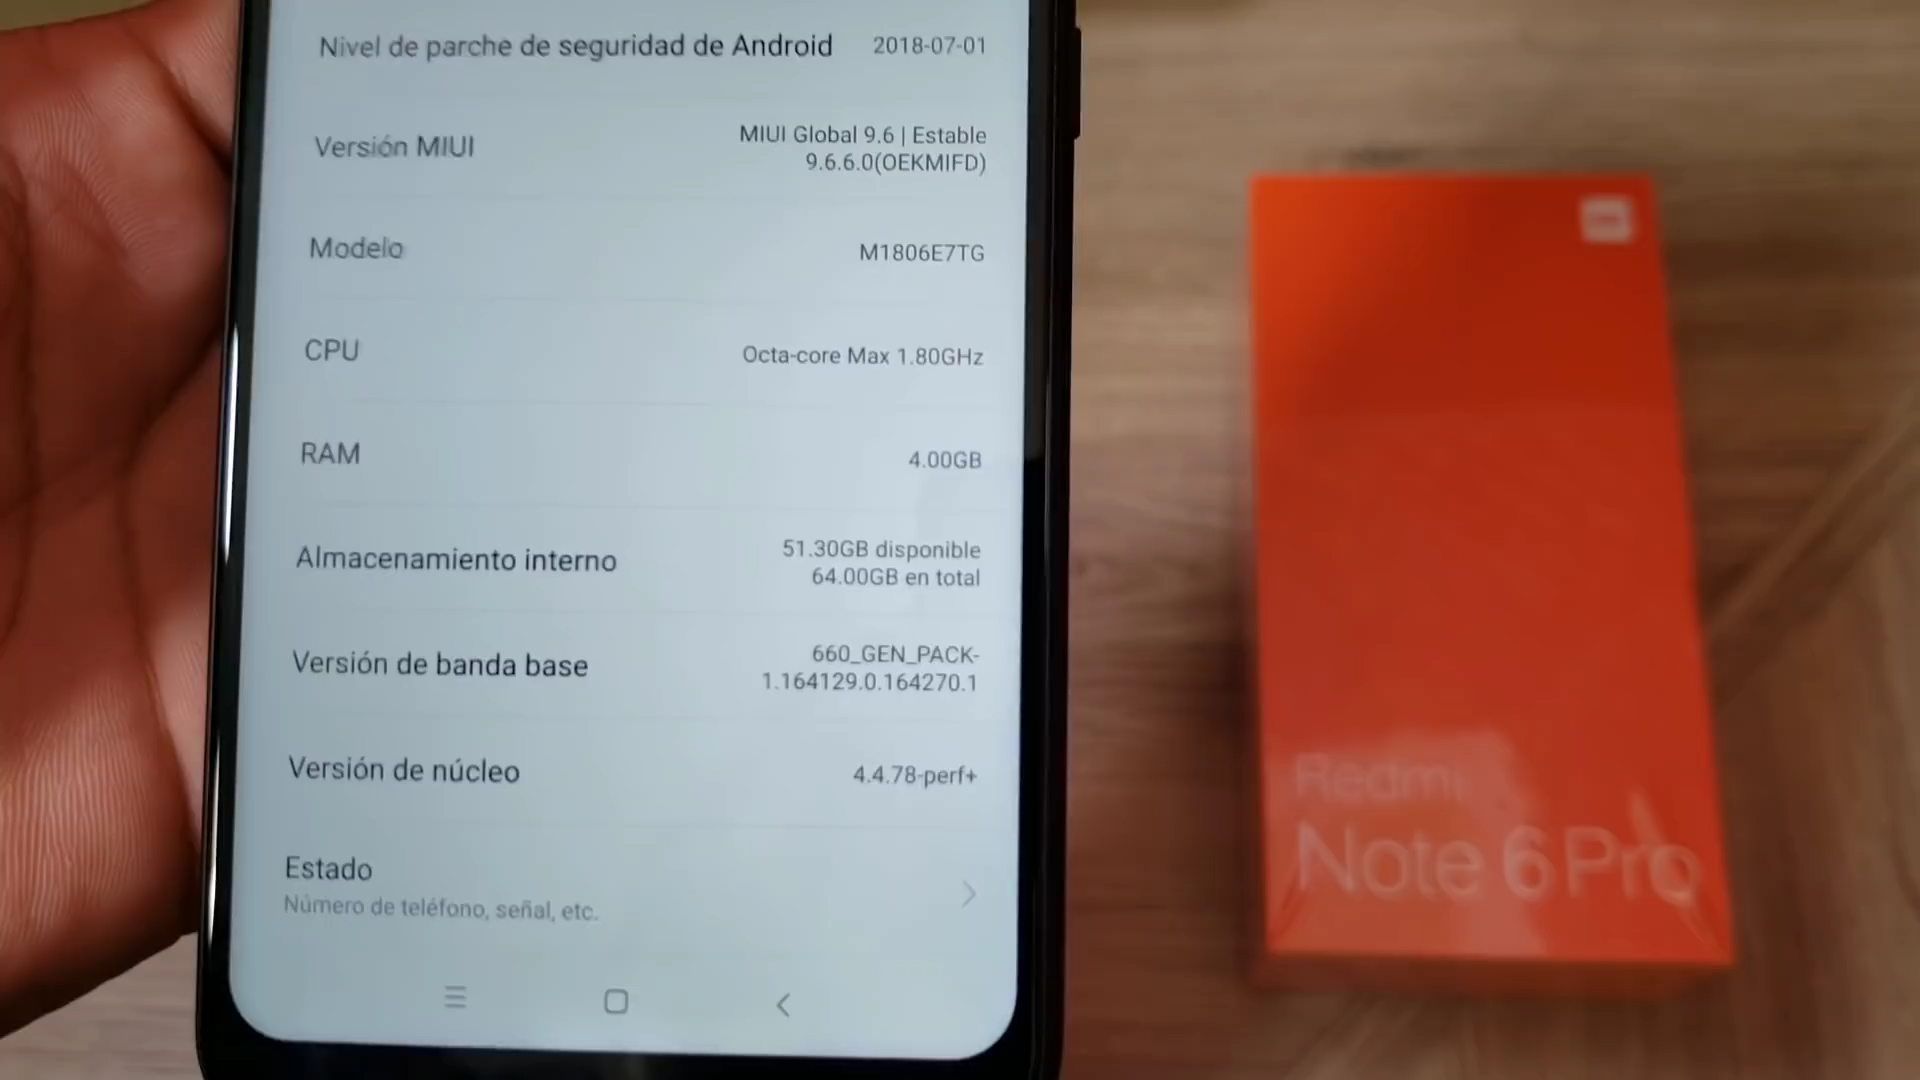 Nivel de parche de seguridad de Android 2018-07-01
Versión MIUI
MIUI Global 9.6 | Estable
9.6.6.0(OEKMIFD)
Modelo
M1806E7TG
CPU
Octa-core Max 1.80GHz
RAM
4.00GB
Almacenamiento interno
51.30GB disponible
64.00GB en total
Versión de banda base
660_GEN_PACK-
1.164129.0.164270.1
Versión de núcleo
4.4.78-perf+
Estado
Número de teléfono, señal, etc.
Redmi
Note 6 Pro